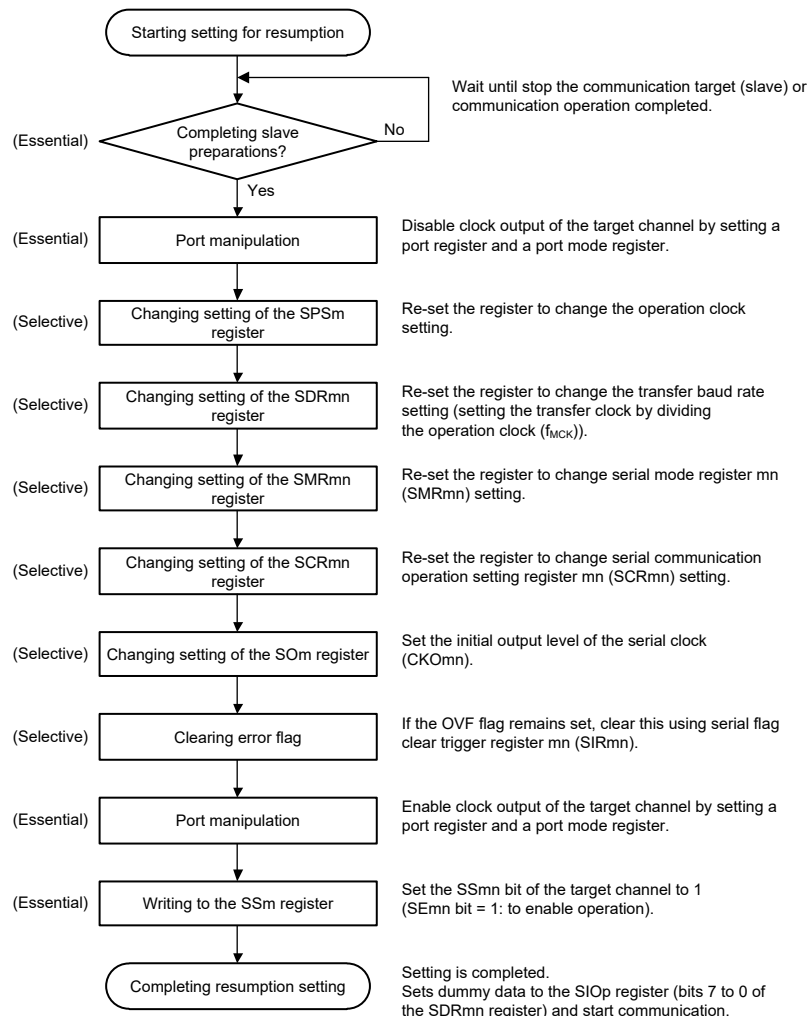 Starting setting for resumption
Wait until stop the communication target (slave) or
communication operation completed.
(Essential)
Completing slave
preparations?
No
Yes
(Essential)
Port manipulation
Disable clock output of the target channel by setting a
port register and a port mode register.
(Selective)
Changing setting of the SPSm
register
Re-set the register to change the operation clock
setting.
(Selective)
Changing setting of the SDRmn
register
Re-set the register to change the transfer baud rate
setting (setting the transfer clock by dividing
the operation clock (fMCK)).
(Selective)
Changing setting of the SMRmn
register
Re-set the register to change serial mode register mn
(SMRmn) setting.
(Selective)
Changing setting of the SCRmn
register
Re-set the register to change serial communication
operation setting register mn (SCRmn) setting.
(Selective)
Changing setting of the SOm register
Set the initial output level of the serial clock
(CKOmn).
(Selective)
Clearing error flag
If the OVF flag remains set, clear this using serial flag
clear trigger register mn (SIRmn).
(Essential)
Port manipulation
Enable clock output of the target channel by setting a
port register and a port mode register.
(Essential)
Writing to the SSm register
Set the SSmn bit of the target channel to 1
(SEmn bit = 1: to enable operation).
Completing resumption setting
Setting is completed.
Sets dummy data to the SIOp register (bits 7 to 0 of
the SDRmn register) and start communication.